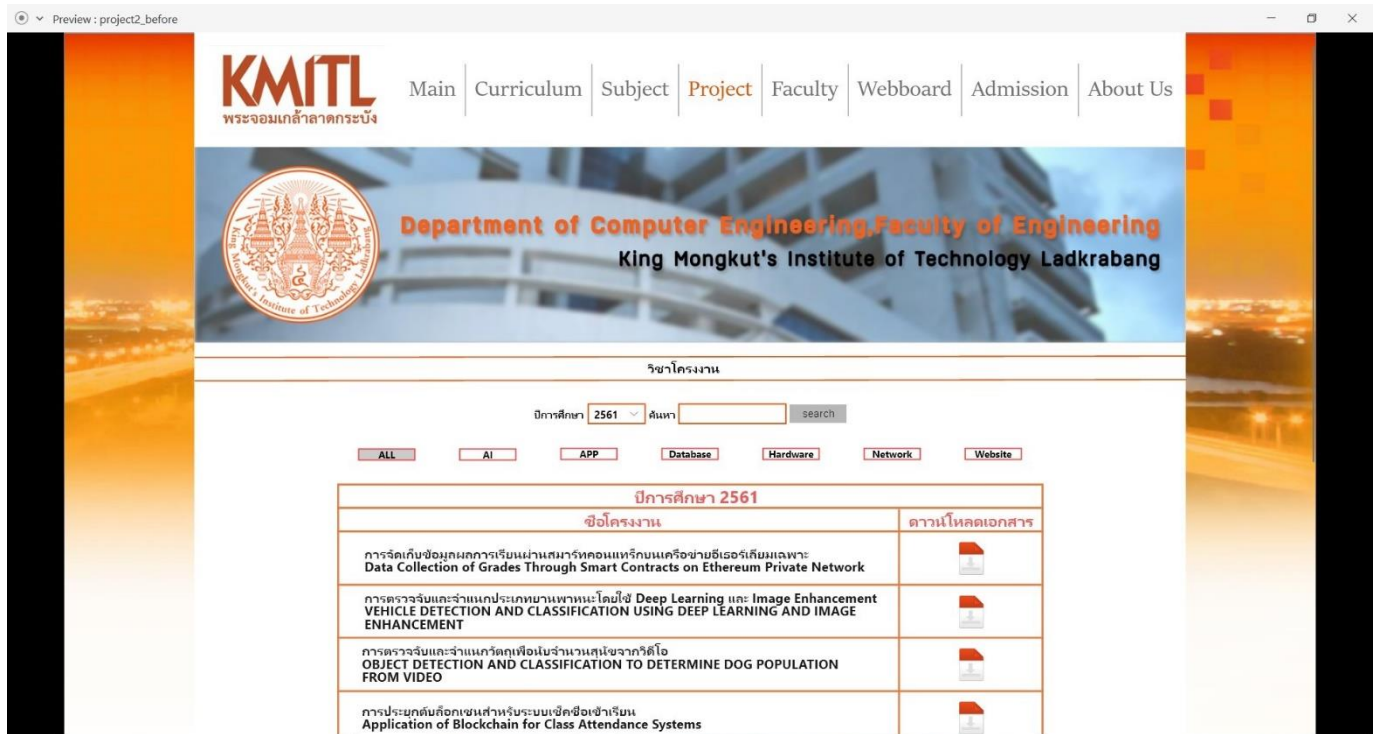 Preview : project2_before
KMITL
พระจอมเกล้าลาดกระบัง
Main
Curriculum
Subject
Project
Faculty
Webboard
Admission
About Us
King Mongkut's Institute of Technology Ladkrabang
Department of Computer Engineering,Faculty of Engineering
King Mongkut's Institute of Technology Ladkrabang
วิชาโครงงาน
ปีการศึกษา 2561 ค้นหา search
ALL AI APP Database Hardware Network Website
ปีการศึกษา 2561
ชื่อโครงงาน ดาวน์โหลดเอกสาร
การจัดเก็บข้อมูลผลการเรียนผ่านสมาร์ทคอนแทร็กบนเครือข่ายอีเธอร์เลียมเฉพาะ
Data Collection of Grades Through Smart Contracts on Ethereum Private Network
การตรวจจับและจำแนกประเภทยานพาหนะโดยใช้ Deep Learning และ Image Enhancement
VEHICLE DETECTION AND CLASSIFICATION USING DEEP LEARNING AND IMAGE
ENHANCEMENT
การตรวจจับและจำแนกวัตถุเพื่อนับจำนวนสุนัขจากวิดีโอ
OBJECT DETECTION AND CLASSIFICATION TO DETERMINE DOG POPULATION
FROM VIDEO
การประยุกต์บล็อกเชนสำหรับระบบเช็คชื่อเข้าเรียน
Application of Blockchain for Class Attendance Systems